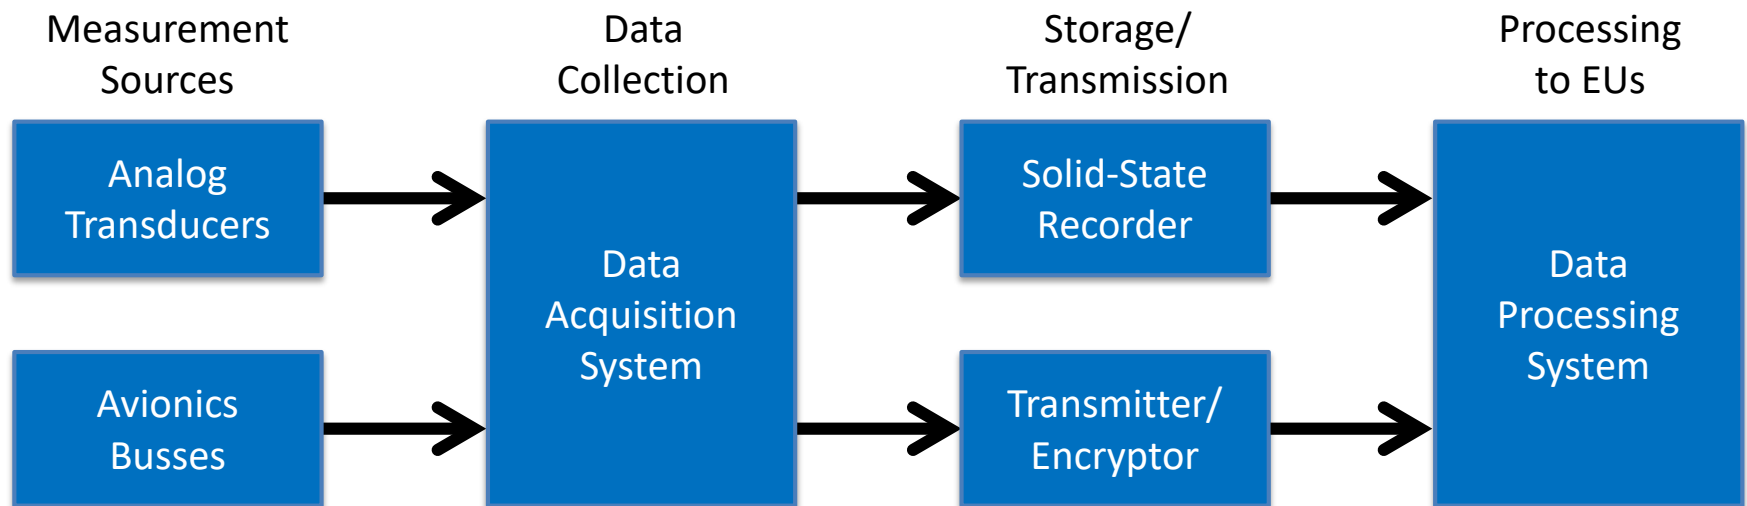 Measurement
Sources
Data
Collection
Storage/
Transmission
Processing
to EUs
Analog
Transducers
Avionics
Busses
Data
Acquisition
System
Solid-State
Recorder
Transmitter/
Encryptor
Data
Processing
System